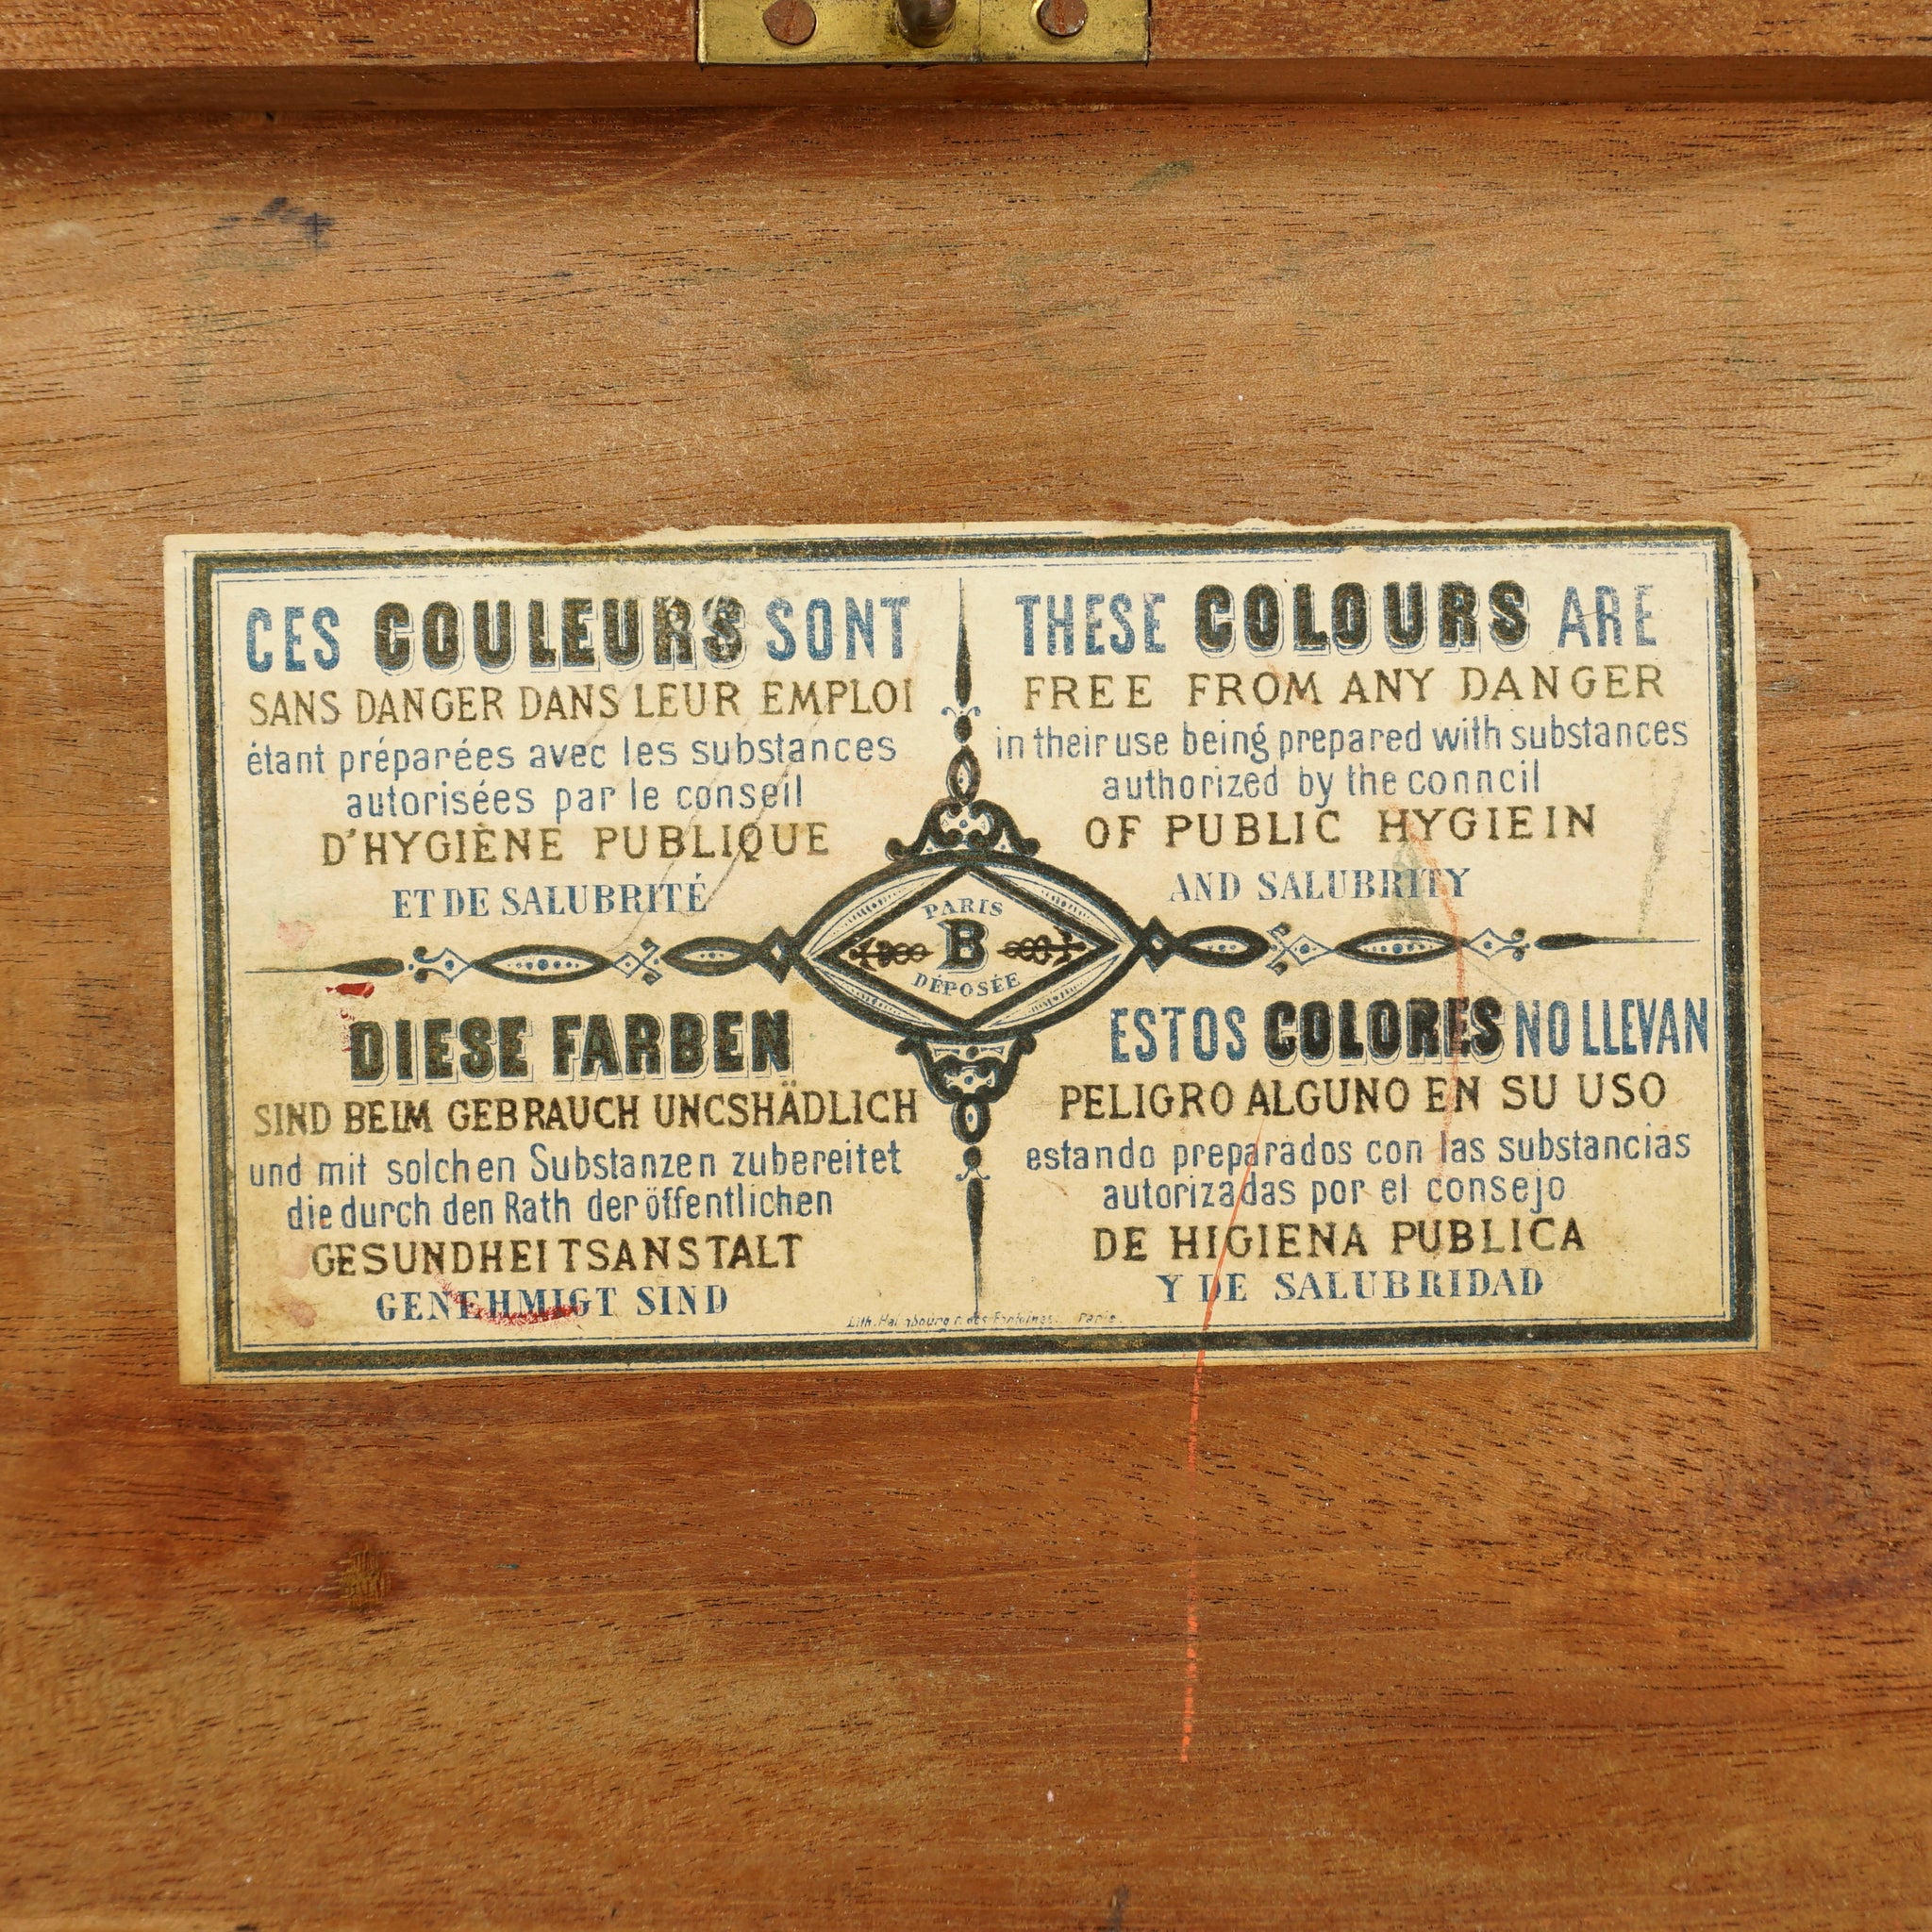 CES COULEURS SONT
SANS DANGER DANS LEUR EMPLOI
étant préparées avec les substances
autorisées par le conseil
D'HYGIÈNE PUBLIQUE
ET DE SALUBRITÉ
THESE COLOURS ARE
FREE FROM ANY DANGER
in their use being prepared with substances
authorized by the conncil
OF PUBLIC HYGIEIN
AND SALUBRITY
PARIS
B
DÉPOSÉE
DIESE FARBEN
SIND BEIM GEBRAUCH UNCSHÄDLICH
und mit solchen Substanzen zubereitet
die durch den Rath der öffentlichen
GESUNDHEITSANSTALT
GENEHMIGT SIND
ESTOS COLORES NO LLEVAN
PELIGRO ALGUNO EN SU USO
estando preparados con las substancias
autorizadas por el consejo
DE HIGIENA PUBLICA
Y DE SALUBRIDAD
Lith. r. des Paris.